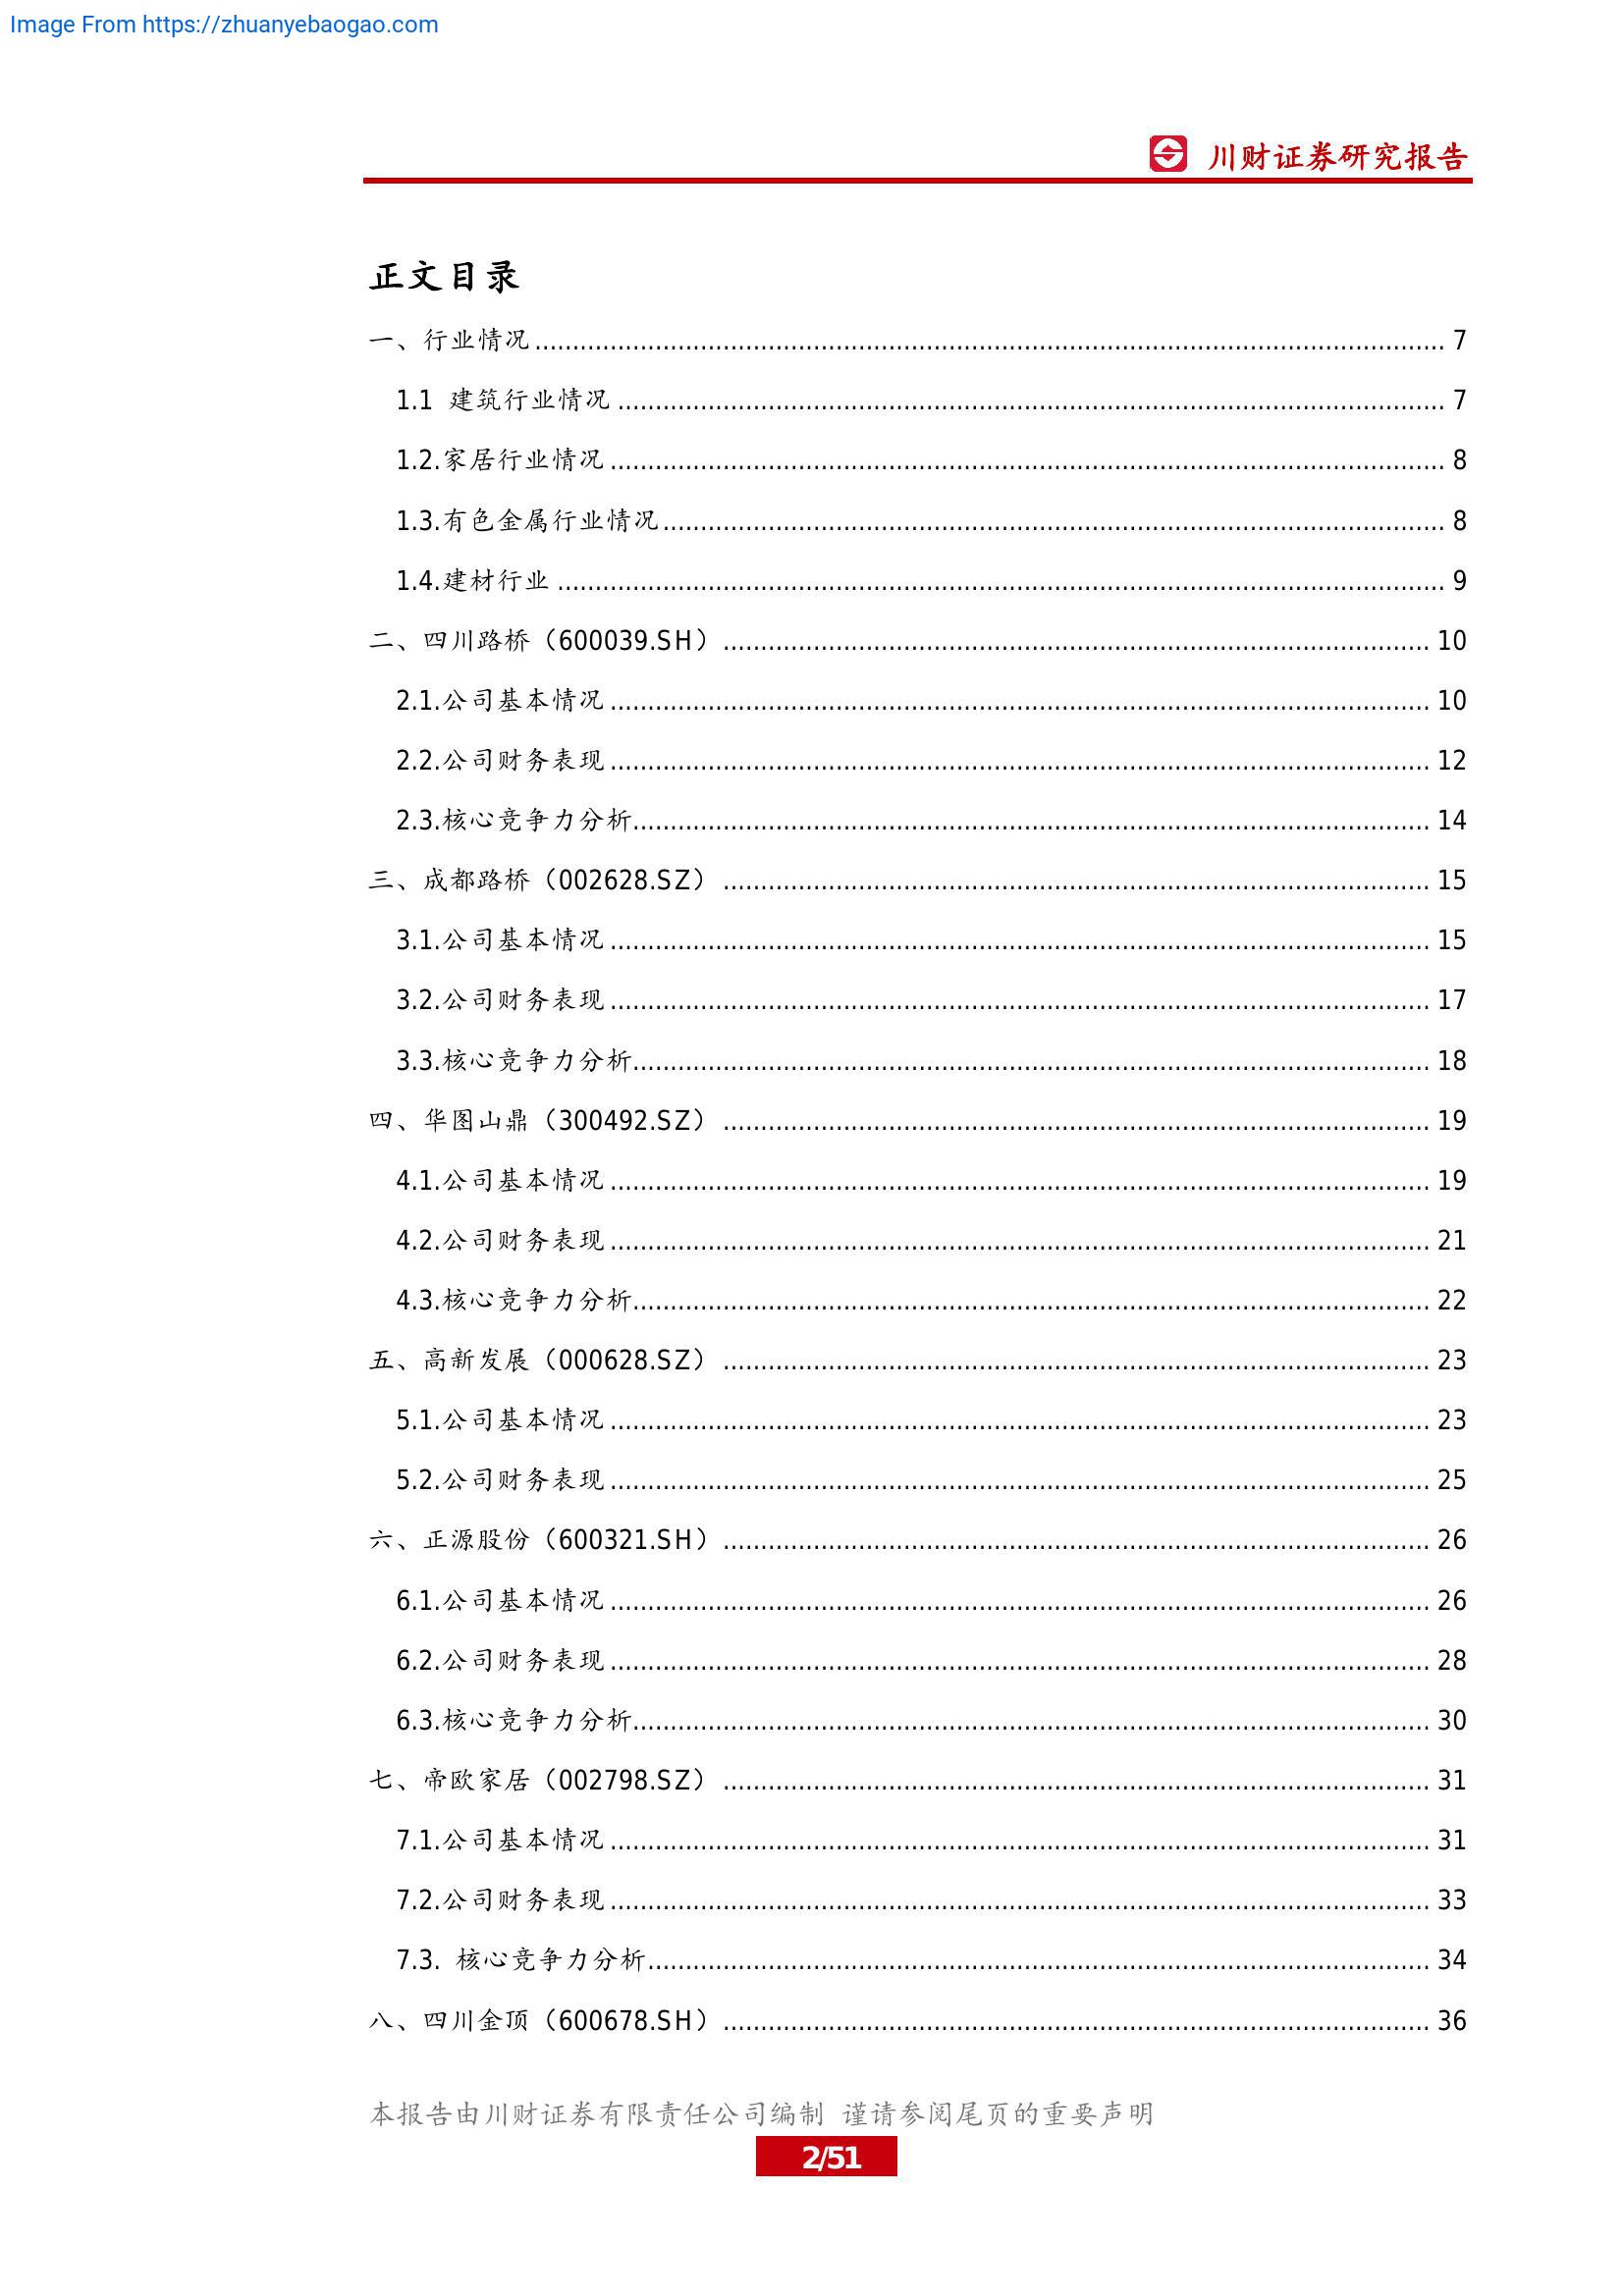 Image From https://zhuanyebaogao.com
川财证券研究报告
正文目录
一、行业情况 7
1.1 建筑行业情况 7
1.2.家居行业情况 8
1.3.有色金属行业情况 8
1.4.建材行业 9
二、四川路桥（600039.SH） 10
2.1.公司基本情况 10
2.2.公司财务表现 12
2.3.核心竞争力分析 14
三、成都路桥（002628.SZ） 15
3.1.公司基本情况 15
3.2.公司财务表现 17
3.3.核心竞争力分析 18
四、华图山鼎（300492.SZ） 19
4.1.公司基本情况 19
4.2.公司财务表现 21
4.3.核心竞争力分析 22
五、高新发展（000628.SZ） 23
5.1.公司基本情况 23
5.2.公司财务表现 25
六、正源股份（600321.SH） 26
6.1.公司基本情况 26
6.2.公司财务表现 28
6.3.核心竞争力分析 30
七、帝欧家居（002798.SZ） 31
7.1.公司基本情况 31
7.2.公司财务表现 33
7.3. 核心竞争力分析 34
八、四川金顶（600678.SH） 36
本报告由川财证券有限责任公司编制 谨请参阅尾页的重要声明
2/51